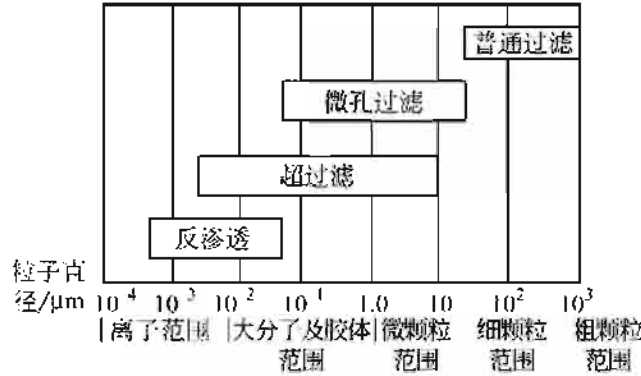 普通过滤
微孔过滤
超过滤
反渗透
粒子直
径/μm 10⁻⁴ 10⁻³ 10⁻² 10⁻¹ 1.0 10 10² 10³
离子范围 大分子及胶体 微颗粒 细颗粒 粗颗粒
范围 范围 范围 范围